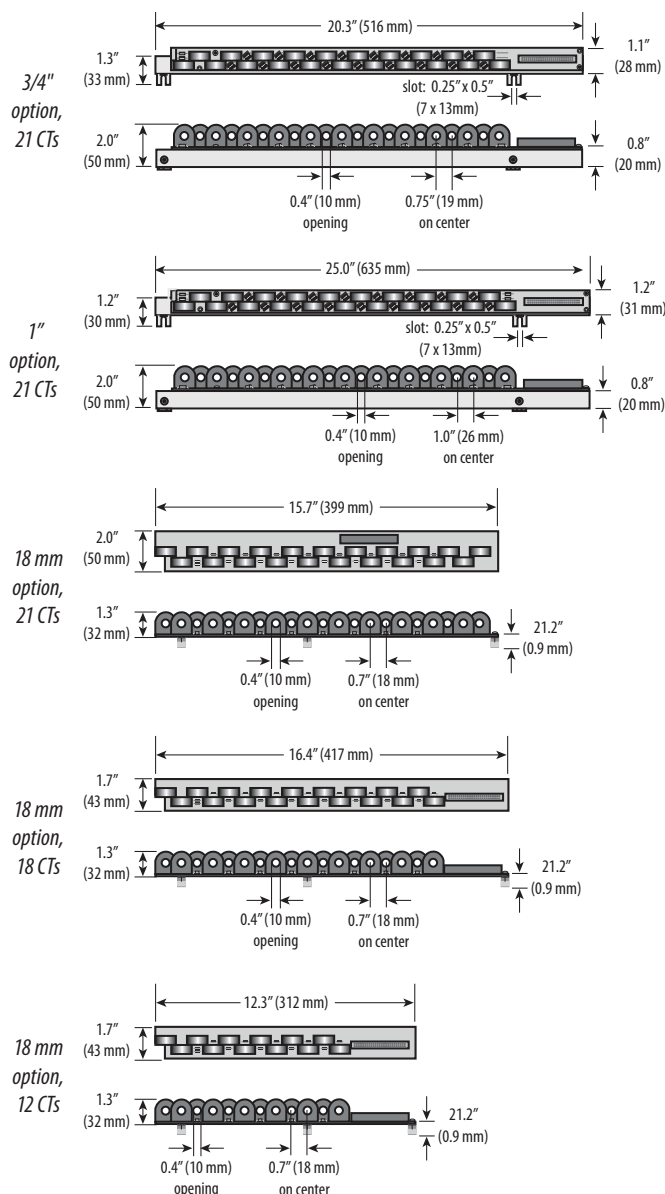 20.3" (516 mm)
1.3"
(33 mm)
1.1"
(28 mm)
3/4"
option,
21 CTs
slot: 0.25" x 0.5"
(7 x 13mm)
2.0"
(50 mm)
0.8"
(20 mm)
0.4" (10 mm)
opening
0.75" (19 mm)
on center
25.0" (635 mm)
1.2"
(30 mm)
1.2"
(31 mm)
1"
option,
21 CTs
slot: 0.25" x 0.5"
(7 x 13mm)
2.0"
(50 mm)
0.8"
(20 mm)
0.4" (10 mm)
opening
1.0" (26 mm)
on center
15.7" (399 mm)
2.0"
(50 mm)
18 mm
option,
21 CTs
1.3"
(32 mm)
21.2"
(0.9 mm)
0.4" (10 mm)
opening
0.7" (18 mm)
on center
16.4" (417 mm)
1.7"
(43 mm)
18 mm
option,
18 CTs
1.3"
(32 mm)
21.2"
(0.9 mm)
0.4" (10 mm)
opening
0.7" (18 mm)
on center
12.3" (312 mm)
1.7"
(43 mm)
18 mm
option,
12 CTs
1.3"
(32 mm)
21.2"
(0.9 mm)
0.4" (10 mm)
opening
0.7" (18 mm)
on center